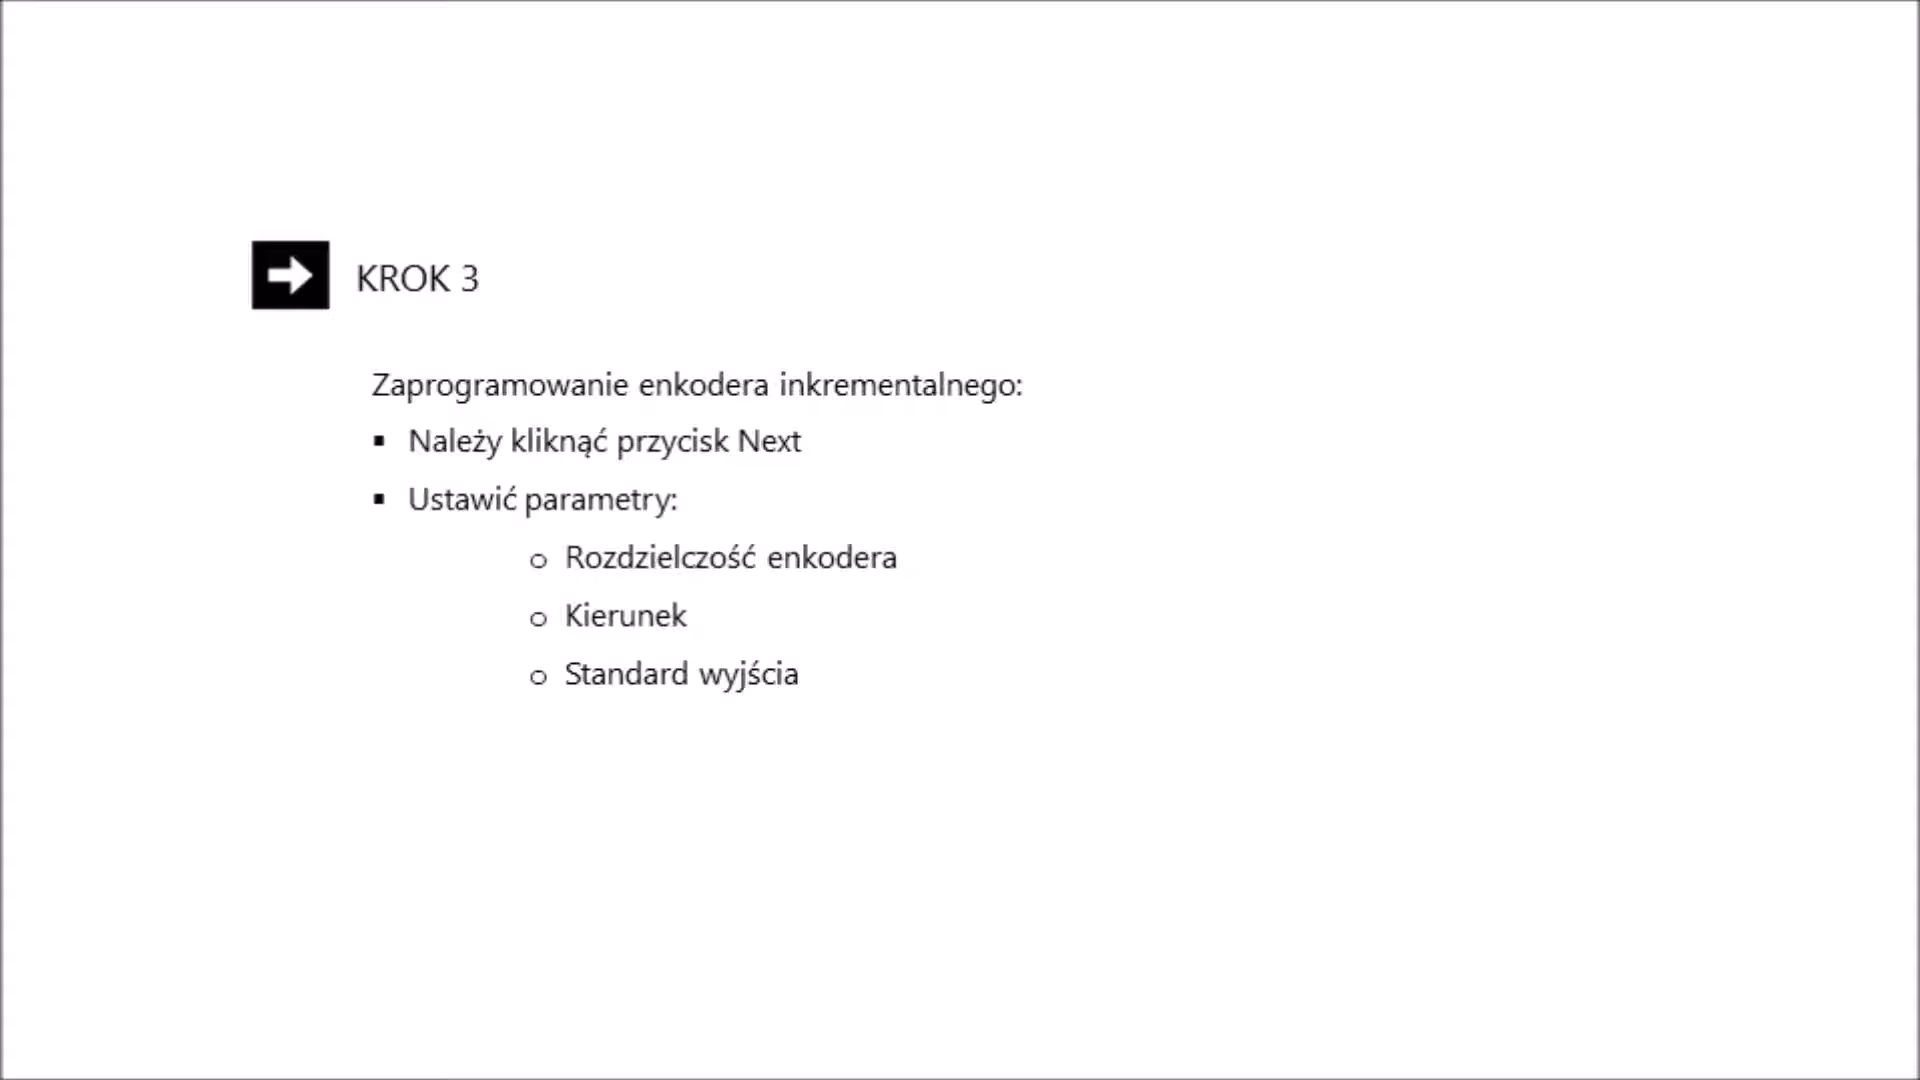 KROK 3
Zaprogramowanie enkodera inkrementalnego:
▪ Należy kliknąć przycisk Next
▪ Ustawić parametry:
o Rozdzielczość enkodera
o Kierunek
o Standard wyjścia